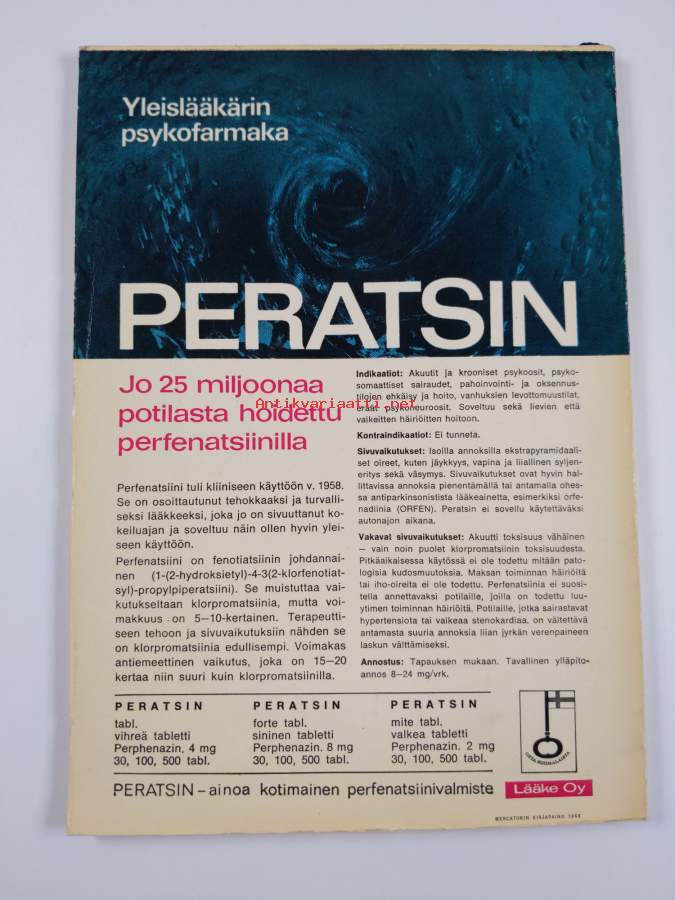 Yleislääkärin
psykofarmaka
PERATSIN
Jo 25 miljoonaa
potilasta hoidettu
perfenatsiinilla
Antikvariaatti.net
Perfenatsiini tuli kliiniseen käyttöön v. 1958.
Se on osoittautunut tehokkaaksi ja turvalli-
seksi lääkkeeksi, joka jo on sivuuttanut ko-
keiluajan ja soveltuu näin ollen hyvin ylei-
seen käyttöön.
Perfenatsiini on fenotiatsiinin johdannai-
nen (1-(2-hydroksietyl)-4-3(2-klorfenotiat-
syl)-propylpiperatsiini). Se muistuttaa vai-
kutukseltaan klorpromatsiinia, mutta voi-
makkuus on 5—10-kertainen. Terapeutti-
seen tehoon ja sivuvaikutuksiin nähden se
on klorpromatsiinia edullisempi. Voimakas
antiemeettinen vaikutus, joka on 15—20
kertaa niin suuri kuin klorpromatsiinilla.
Indikaatiot: Akuutit ja krooniset psykoosit, psyko-
somaattiset sairaudet, pahoinvointi- ja oksennus-
tilojen ehkäisy ja hoito, vanhuksien levottomuustilat,
eräät psykoneuroosit. Soveltuu sekä lievien että
vaikeitten häiriöitten hoitoon.
Kontraindikaatiot: Ei tunneta.
Sivuvaikutukset: Isoilla annoksilla ekstrapyramidaali-
set oireet, kuten jäykkyys, vapina ja liiallinen syljen-
eritys sekä väsymys. Sivuvaikutukset ovat hyvin hal-
littavissa annoksia pienentämällä tai antamalla ohes-
sa antiparkinsonistista lääkeainetta, esimerkiksi orfe-
nadiinia (ORFEN). Peratsin ei sovellu käytettäväksi
autonajon aikana.
Vakavat sivuvaikutukset: Akuutti toksisuus vähäinen
— vain noin puolet klorpromatsiinin toksisuudesta.
Pitkäaikaisessa käytössä ei ole todettu mitään pato-
logisia kudosmuutoksia. Maksan toiminnan häiriöitä
tai iho-oireita ei ole todettu. Perfenatsiinia ei suosi-
tella annettavaksi potilaille, joilla on todettu luu-
ytimen toiminnan häiriöitä. Potilaille, jotka sairastavat
hypertensiota tai vaikeaa stenokardiaa, on vältettävä
antamasta suuria annoksia liian jyrkän verenpaineen
laskun välttämiseksi.
Annostus: Tapauksen mukaan. Tavallinen ylläpito-
annos 8—24 mg/vrk.
PERATSIN
tabl.
vihreä tabletti
Perphenazin. 4 mg
30, 100, 500 tabl.
PERATSIN
forte tabl.
sininen tabletti
Perphenazin. 8 mg
30, 100, 500 tabl.
PERATSIN
mite tabl.
valkea tabletti
Perphenazin. 2 mg
30, 100, 500 tabl.
OSTA SUOMALAISTA
PERATSIN – ainoa kotimainen perfenatsiinivalmiste
Lääke Oy
MERCATORIN KIRJAPAINO 1968